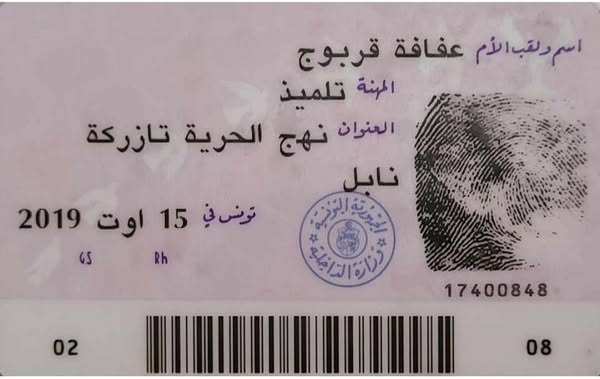 اسم ولقب الأم عفافة قربوج
المهنة تلميذ
العنوان نهج الحرية تازركة
نابل
تونس في 15 اوت 2019
GS Rh
الجمهورية التونسية
وزارة الداخلية
17400848
02 08